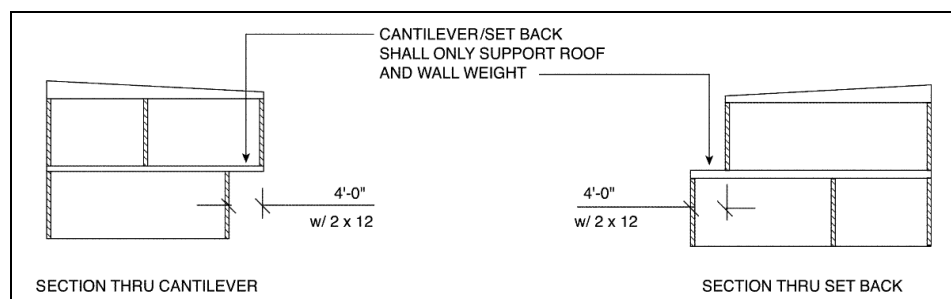 CANTILEVER/SET BACK
SHALL ONLY SUPPORT ROOF
AND WALL WEIGHT
4'-0"
w/ 2 x 12
4'-0"
w/ 2 x 12
SECTION THRU CANTILEVER
SECTION THRU SET BACK